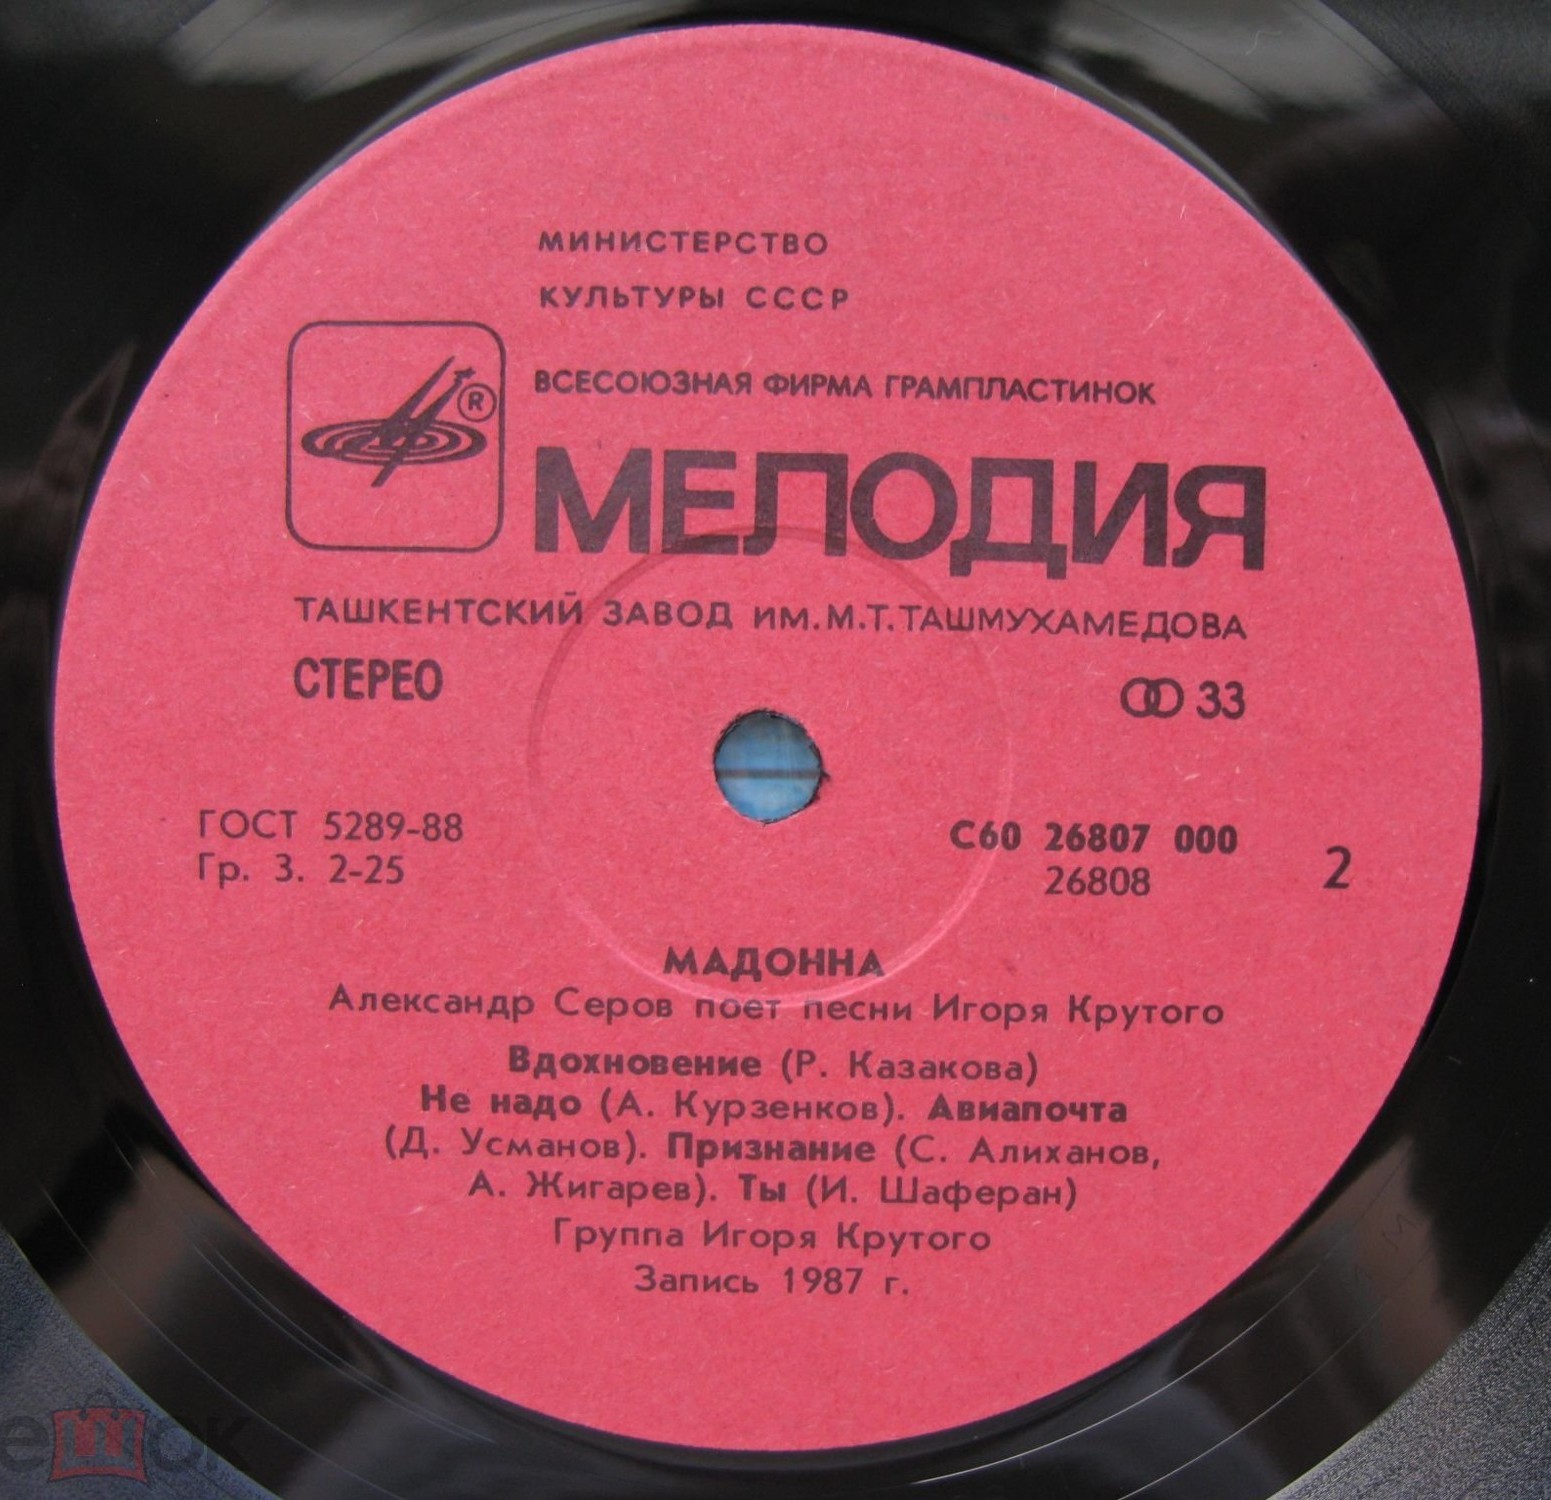 МИНИСТЕРСТВО
КУЛЬТУРЫ СССР
ВСЕСОЮЗНАЯ ФИРМА ГРАМПЛАСТИНОК
®
МЕЛОДИЯ
ТАШКЕНТСКИЙ ЗАВОД ИМ.М.Т.ТАШМУХАМЕДОВА
СТЕРЕО
33
ГОСТ 5289-88
Гр. 3. 2-25
С60 26807 000
26808
2
МАДОННА
Александр Серов поет песни Игоря Крутого
Вдохновение (Р. Казакова)
Не надо (А. Курзенков). Авиапочта
(Д. Усманов). Признание (С. Алиханов,
А. Жигарев). Ты (И. Шаферан)
Группа Игоря Крутого
Запись 1987 г.